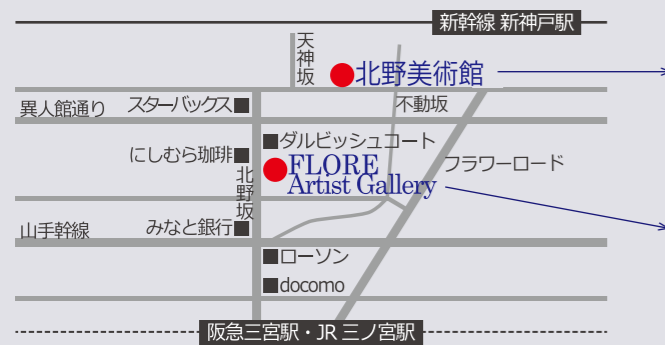 新幹線 新神戸駅
天神坂
北野美術館
異人館通り
スターバックス
不動坂
ダルビッシュコート
にしむら珈琲
FLORE
Artist Gallery
フラワーロード
北野坂
山手幹線
みなと銀行
ローソン
docomo
阪急三宮駅・JR 三ノ宮駅